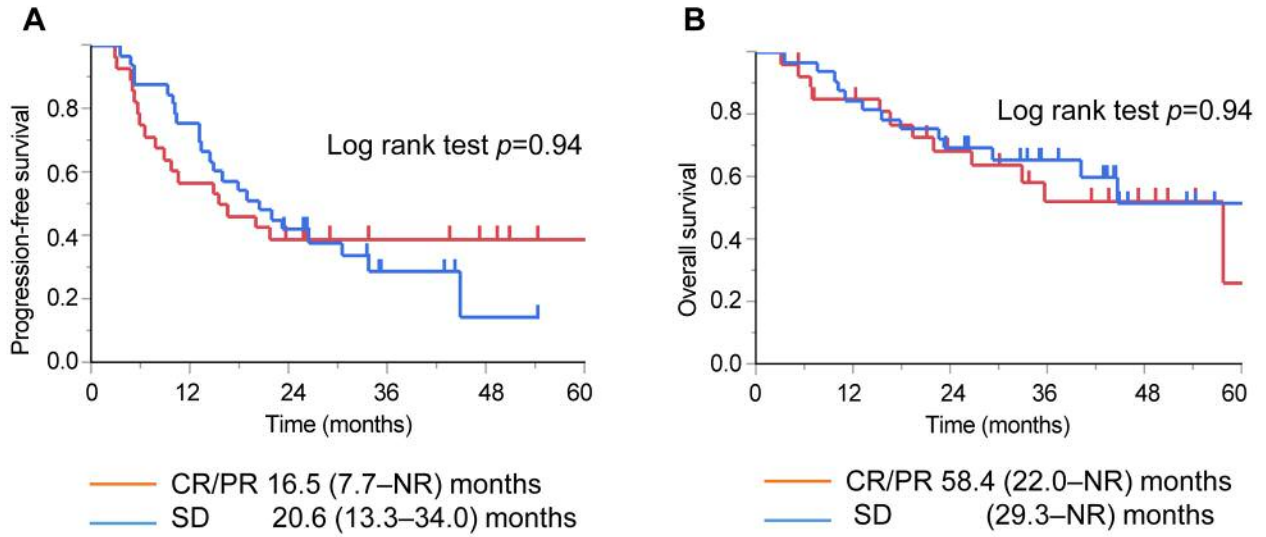 A
Progression-free survival
0.8
0.6
0.4
0.2
0.0
0 12 24 36 48 60
Time (months)
Log rank test p=0.94
CR/PR 16.5 (7.7–NR) months
SD 20.6 (13.3–34.0) months
B
Overall survival
0.8
0.6
0.4
0.2
0.0
0 12 24 36 48 60
Time (months)
Log rank test p=0.94
CR/PR 58.4 (22.0–NR) months
SD (29.3–NR) months